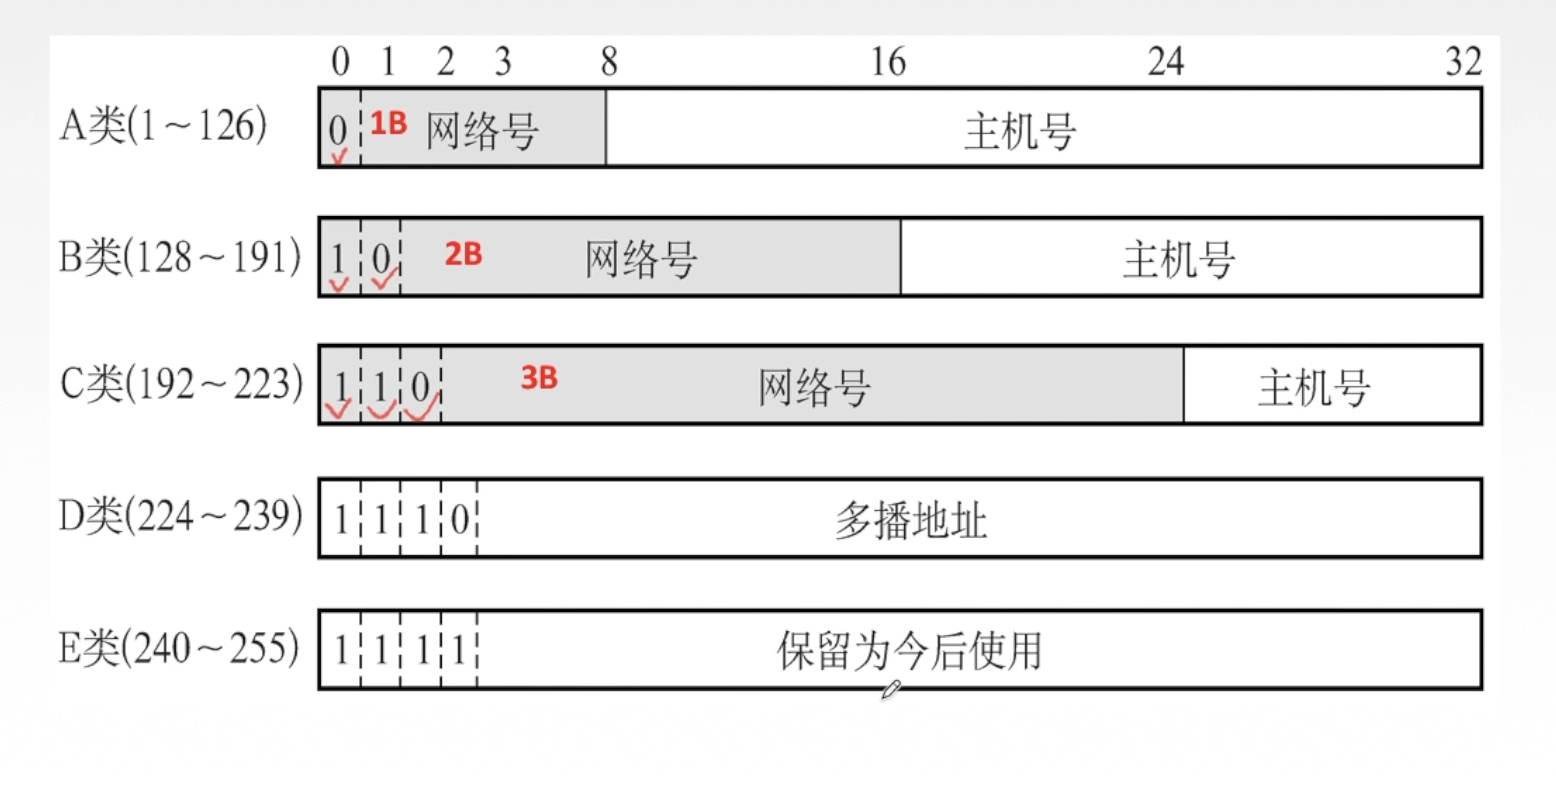 0 1 2 3 8 16 24 32
A类(1~126) 0 1B 网络号 主机号
B类(128~191) 1 0 2B 网络号 主机号
C类(192~223) 1 1 0 3B 网络号 主机号
D类(224~239) 1 1 1 0 多播地址
E类(240~255) 1 1 1 1 保留为今后使用